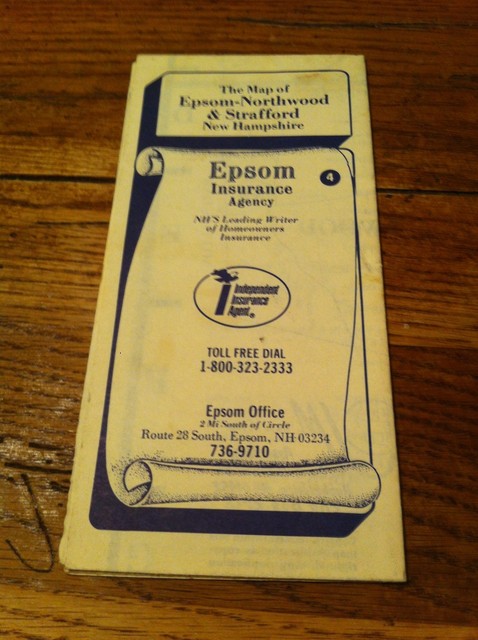 The Map of
Epsom-Northwood
& Strafford
New Hampshire
Epsom
4
Insurance
Agency
NH'S Leading Writer
of Homeowners
Insurance
Independent
Insurance
Agent®
TOLL FREE DIAL
1-800-323-2333
Epsom Office
2 Mi South of Circle
Route 28 South, Epsom, NH 03234
736-9710